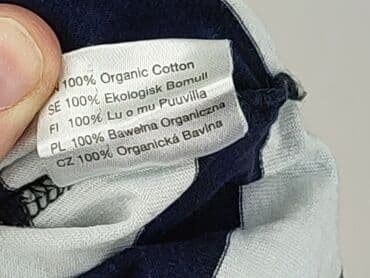 100% Organic Cotton
SE 100% Ekologisk Bomull
FI 100% Lu o mu Puuvilla
PL 100% Bawełna Organiczna
CZ 100% Organická Bavlna